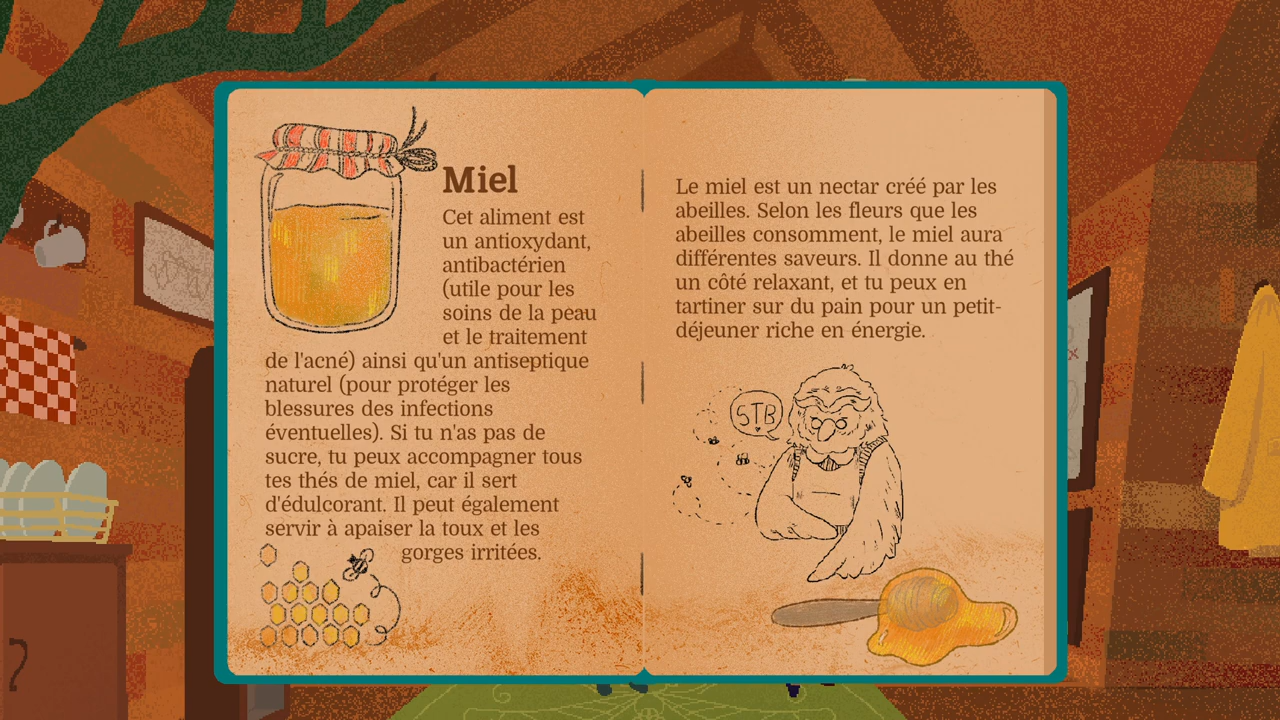 Miel
Cet aliment est
un antioxydant,
antibactérien
(utile pour les
soins de la peau
et le traitement
de l'acné) ainsi qu'un antiseptique
naturel (pour protéger les
blessures des infections
éventuelles). Si tu n'as pas de
sucre, tu peux accompagner tous
tes thés de miel, car il sert
d'édulcorant. Il peut également
servir à apaiser la toux et les
gorges irritées.
Le miel est un nectar créé par les
abeilles. Selon les fleurs que les
abeilles consomment, le miel aura
différentes saveurs. Il donne au thé
un côté relaxant, et tu peux en
tartiner sur du pain pour un petit-
déjeuner riche en énergie.
STB